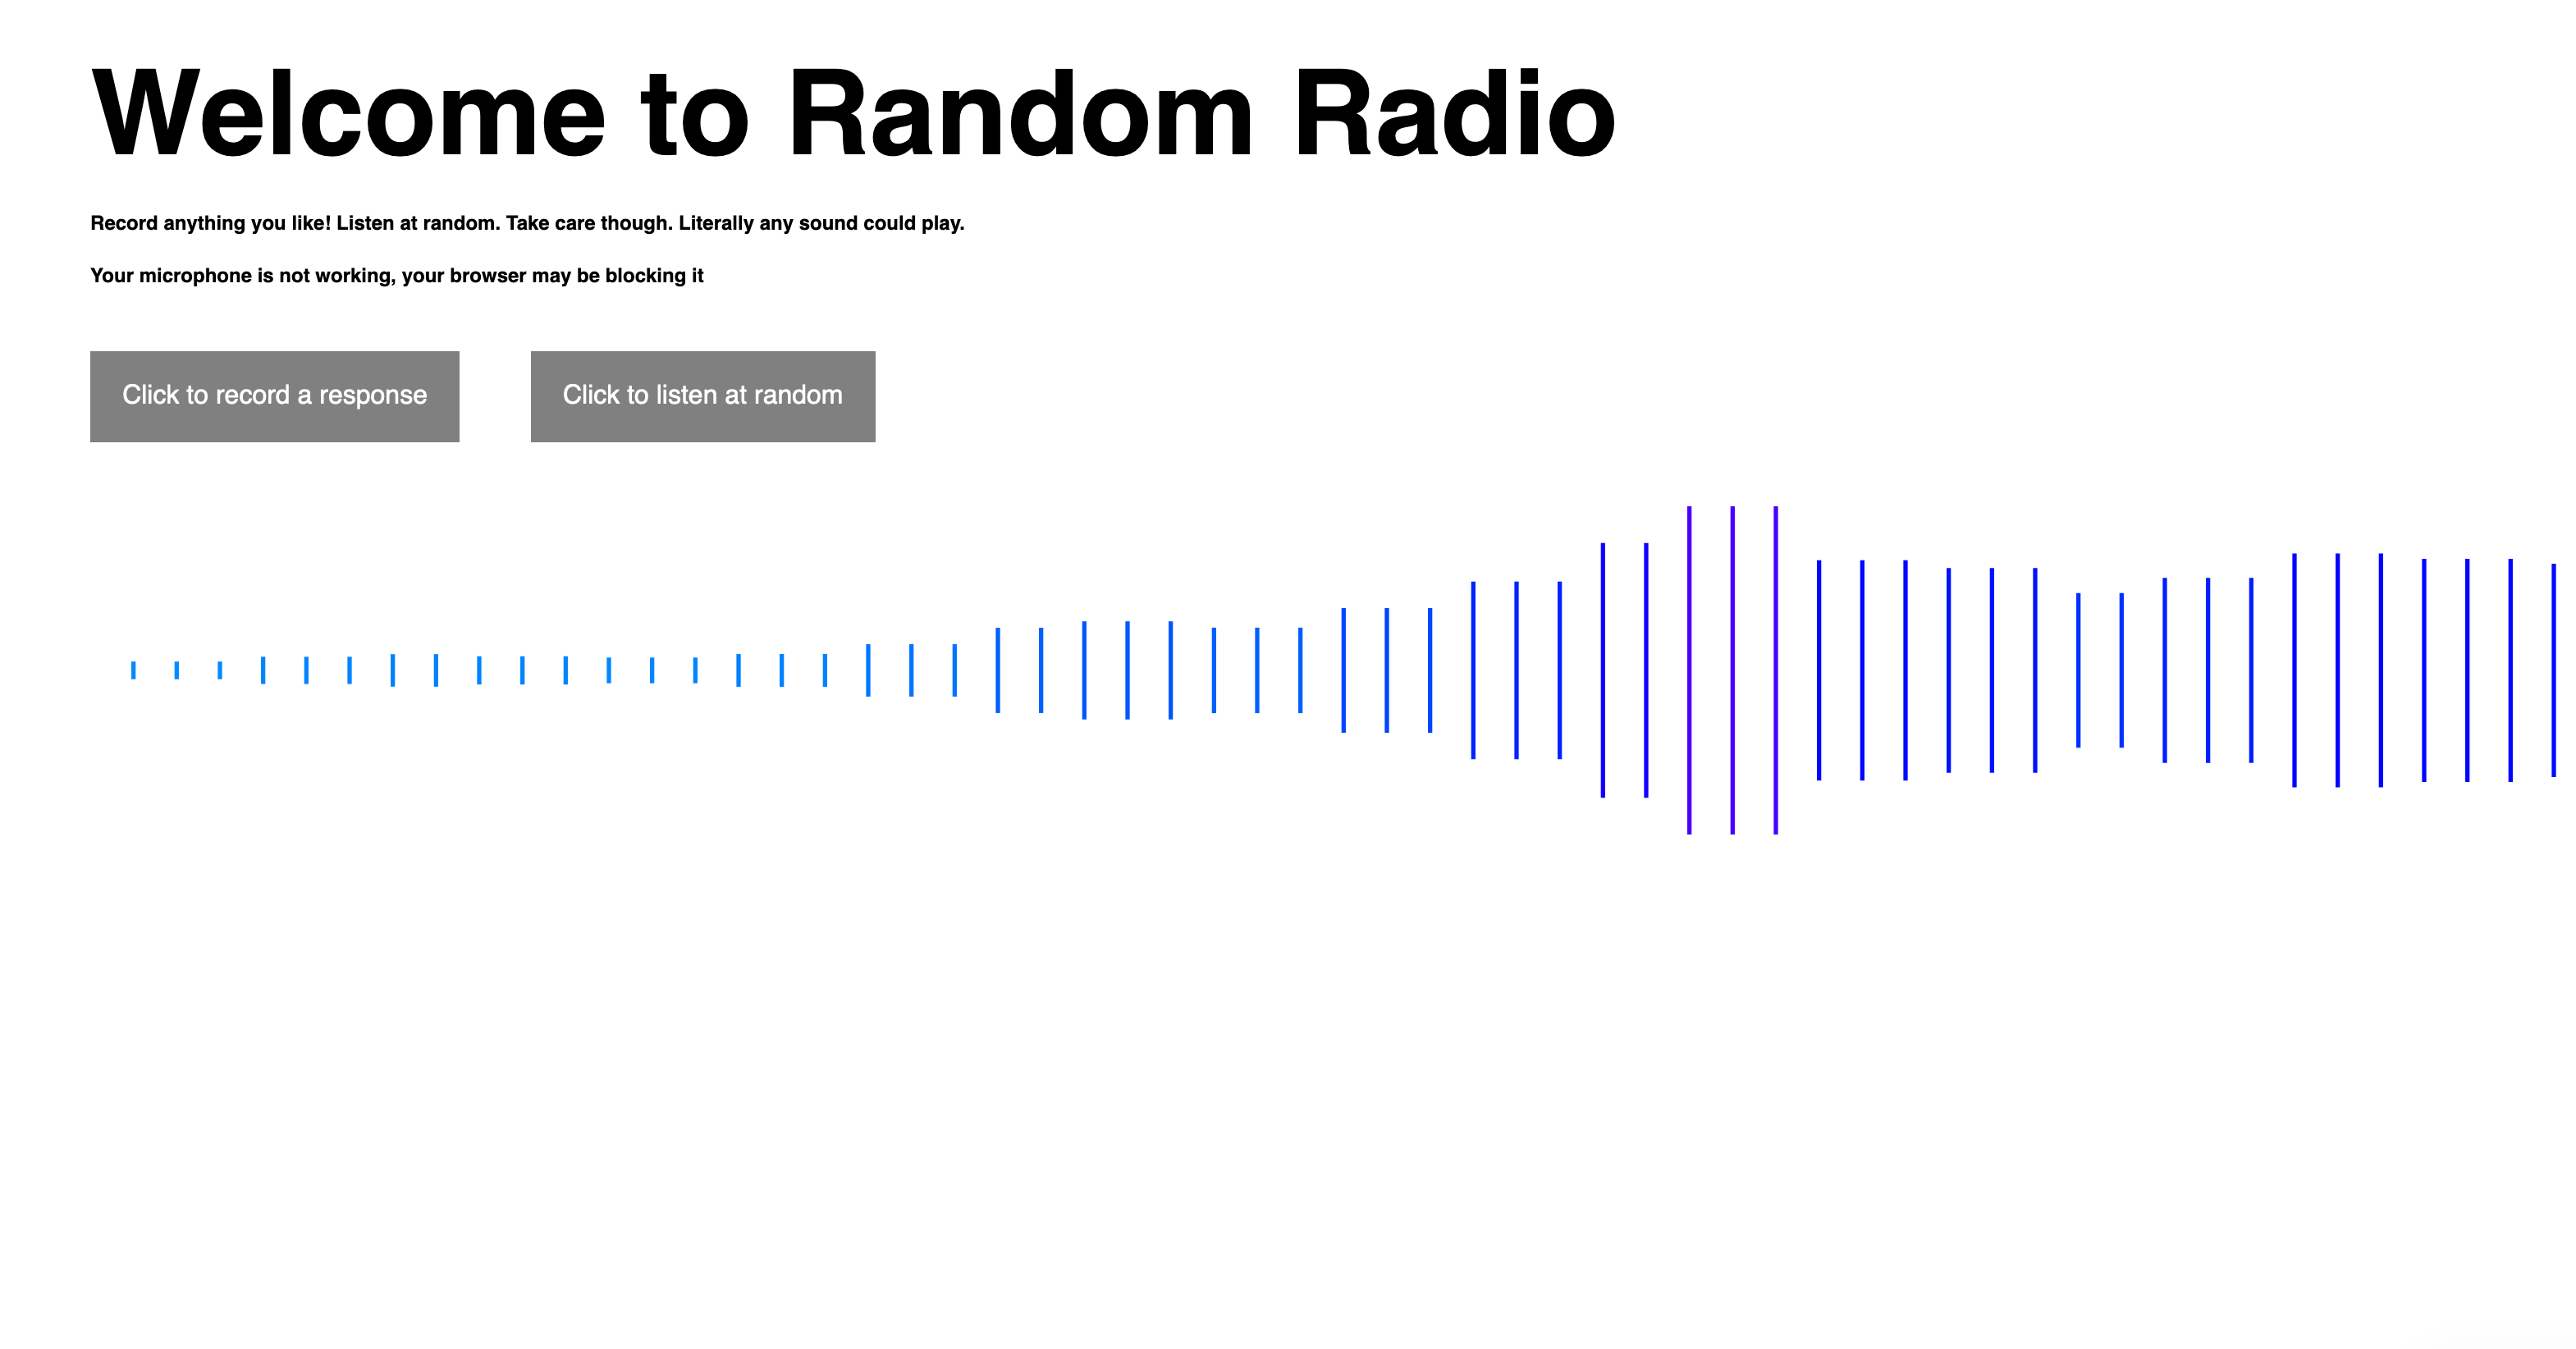 Welcome to Random Radio
Record anything you like! Listen at random. Take care though. Literally any sound could play.
Your microphone is not working, your browser may be blocking it
Click to record a response
Click to listen at random